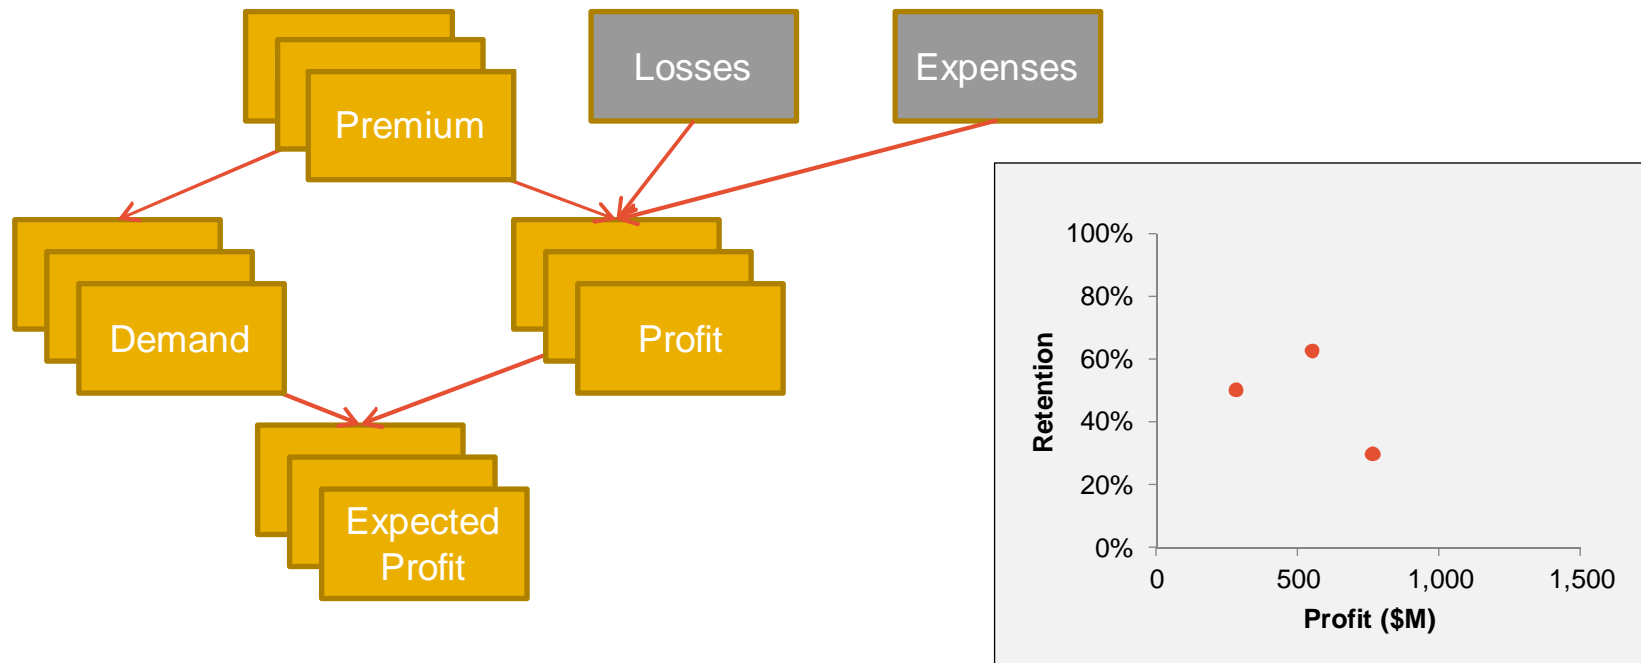 Premium
Losses
Expenses
Demand
Profit
Expected
Profit
100%
80%
60%
40%
20%
0%
Retention
0
500
1,000
1,500
Profit ($M)